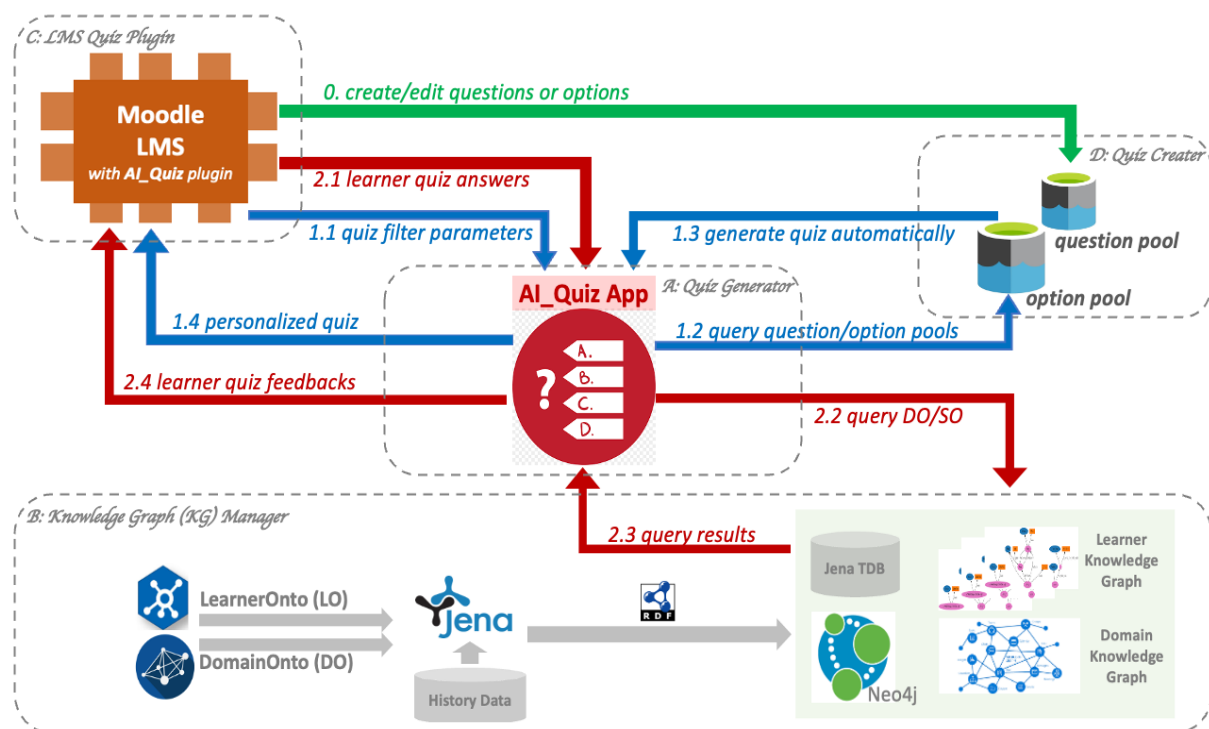 C: LMS Quiz Plugin
Moodle
LMS
with AI_Quiz plugin
0. create/edit questions or options
2.1 learner quiz answers
1.1 quiz filter parameters
D: Quiz Creater
1.3 generate quiz automatically
question pool
option pool
A: Quiz Generator
AI_Quiz App
1.4 personalized quiz
1.2 query question/option pools
2.4 learner quiz feedbacks
?
A.
B.
C.
D.
2.2 query DO/SO
B: Knowledge Graph (KG) Manager
2.3 query results
LearnerOnto (LO)
DomainOnto (DO)
Jena
History Data
RDF
Jena TDB
Neo4j
Learner
Knowledge
Graph
Domain
Knowledge
Graph